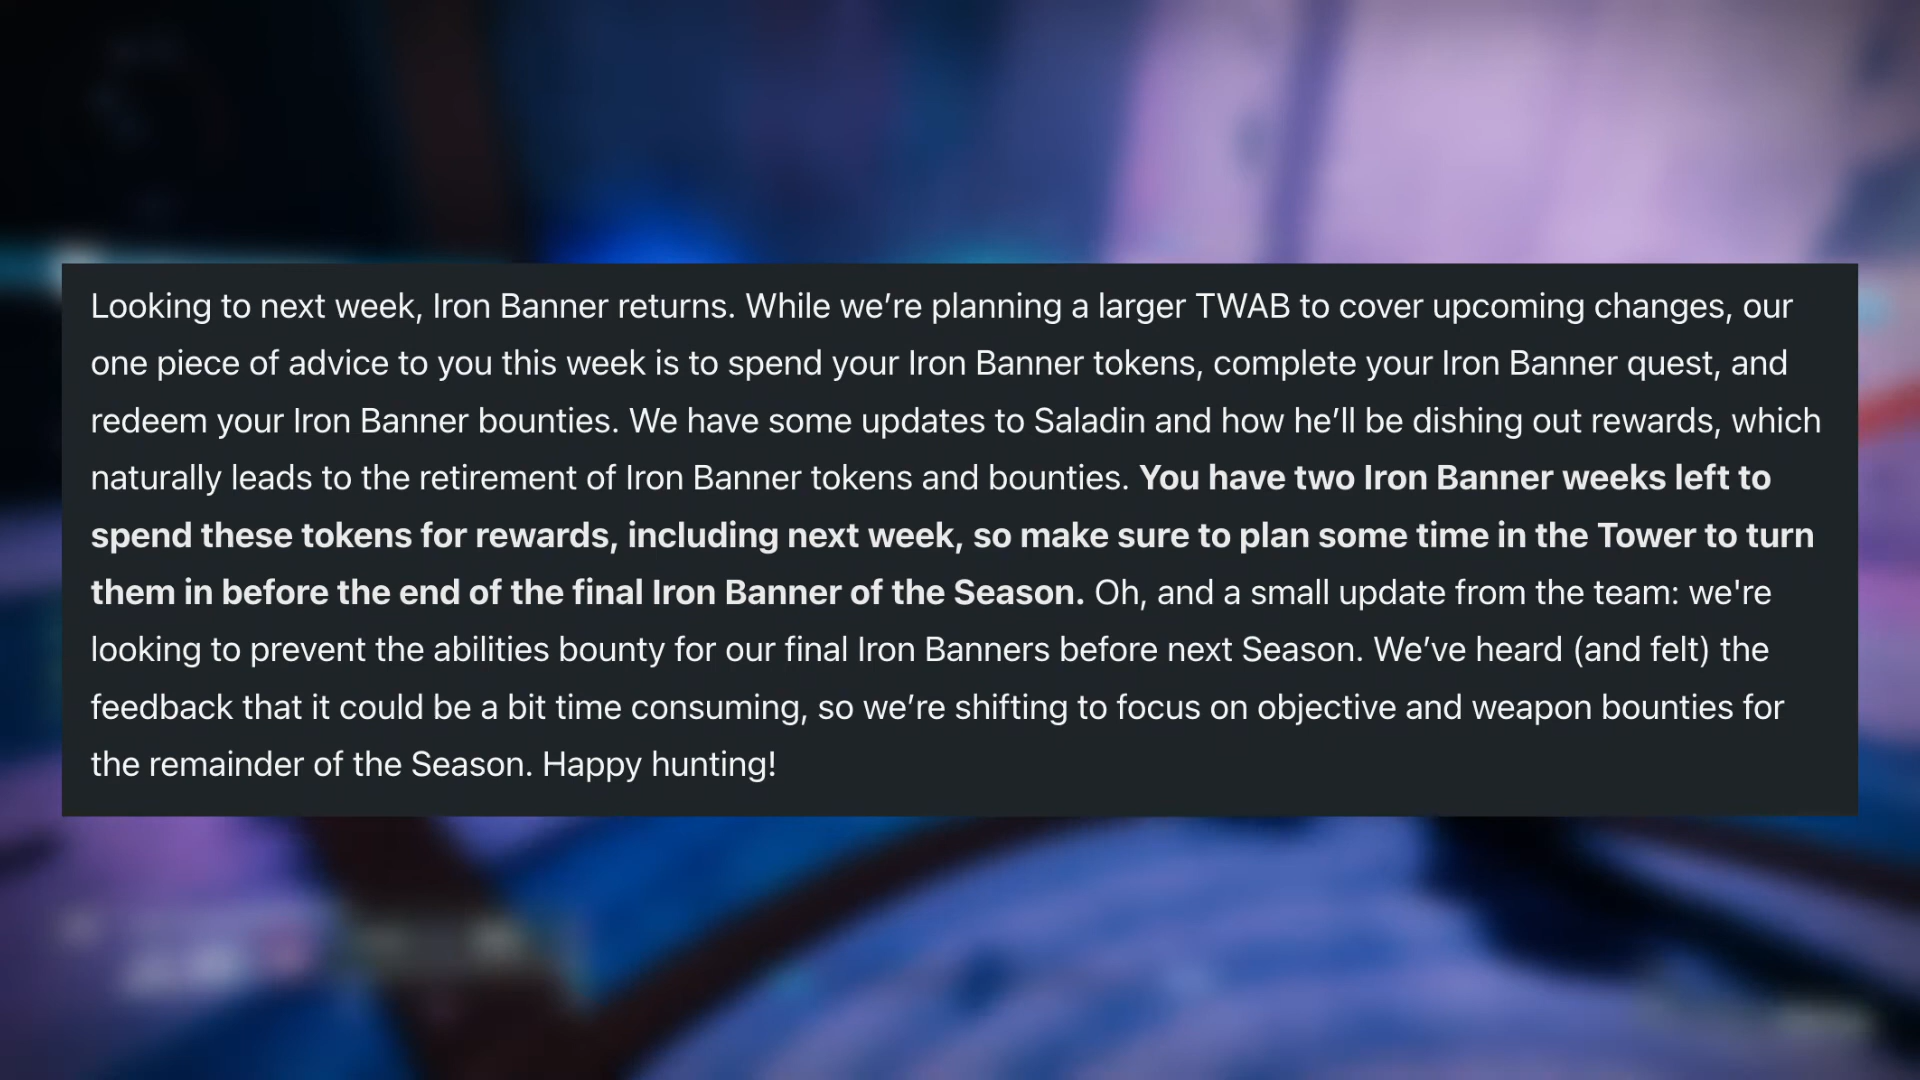 Looking to next week, Iron Banner returns. While we’re planning a larger TWAB to cover upcoming changes, our
one piece of advice to you this week is to spend your Iron Banner tokens, complete your Iron Banner quest, and
redeem your Iron Banner bounties. We have some updates to Saladin and how he’ll be dishing out rewards, which
naturally leads to the retirement of Iron Banner tokens and bounties. You have two Iron Banner weeks left to
spend these tokens for rewards, including next week, so make sure to plan some time in the Tower to turn
them in before the end of the final Iron Banner of the Season. Oh, and a small update from the team: we're
looking to prevent the abilities bounty for our final Iron Banners before next Season. We’ve heard (and felt) the
feedback that it could be a bit time consuming, so we’re shifting to focus on objective and weapon bounties for
the remainder of the Season. Happy hunting!